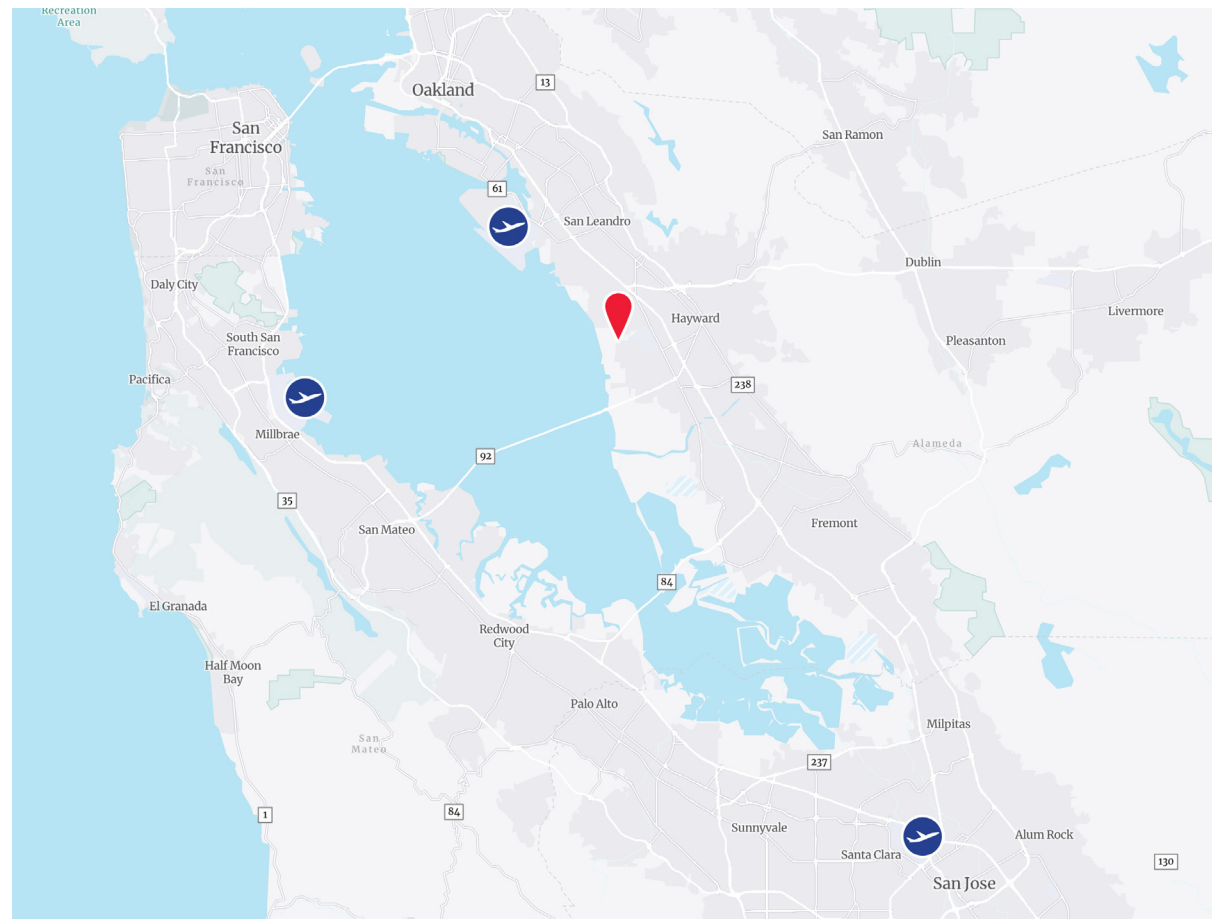 Recreation
Area
Oakland
13
San
Francisco
San Ramon
San
Francisco
61
San Leandro
Dublin
Daly City
Livermore
Hayward
South San
Francisco
Pleasanton
Pacifica
238
Millbrae
Alameda
92
35
San Mateo
Fremont
84
El Granada
Redwood
City
Half Moon
Bay
Palo Alto
Milpitas
San
Mateo
237
1
84
Sunnyvale
Alum Rock
Santa Clara
130
San Jose